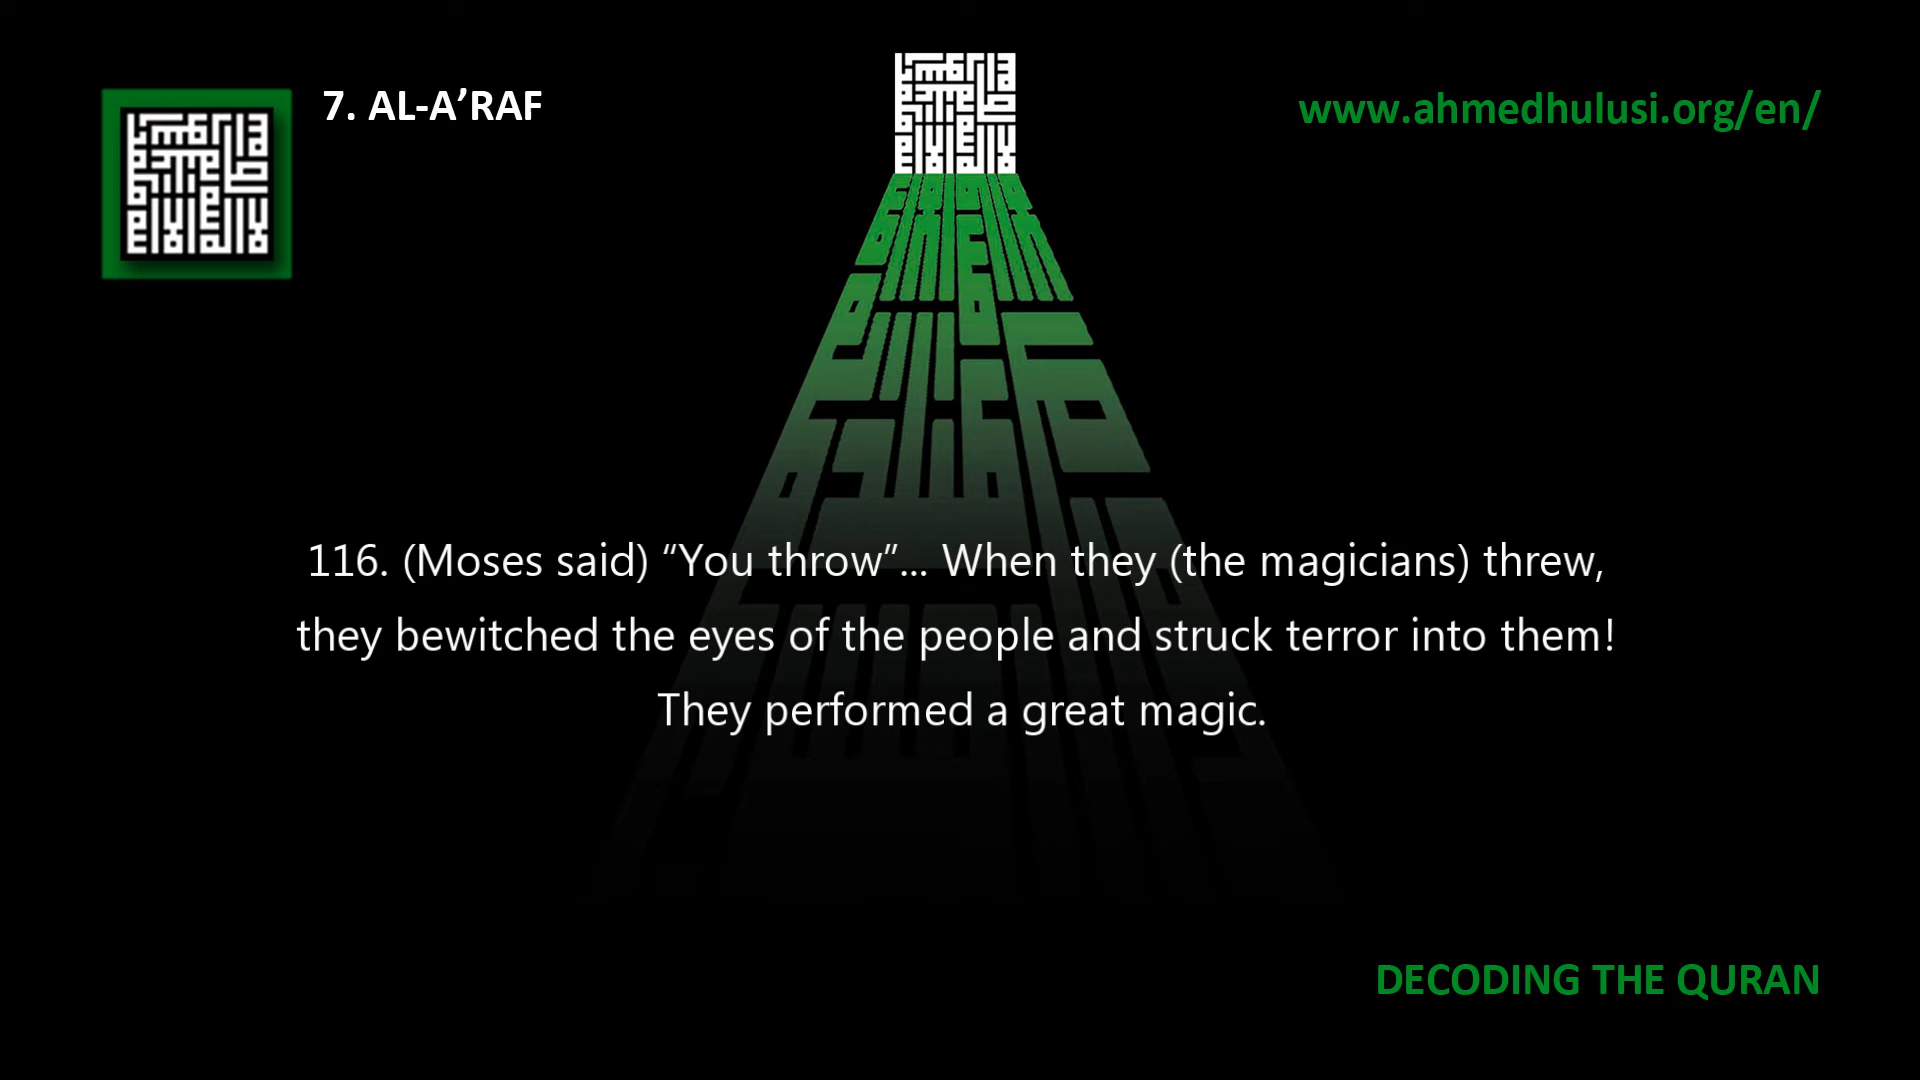 7. AL-A’RAF
www.ahmedhulusi.org/en/
116. (Moses said) “You throw”... When they (the magicians) threw,
they bewitched the eyes of the people and struck terror into them!
They performed a great magic.
DECODING THE QURAN